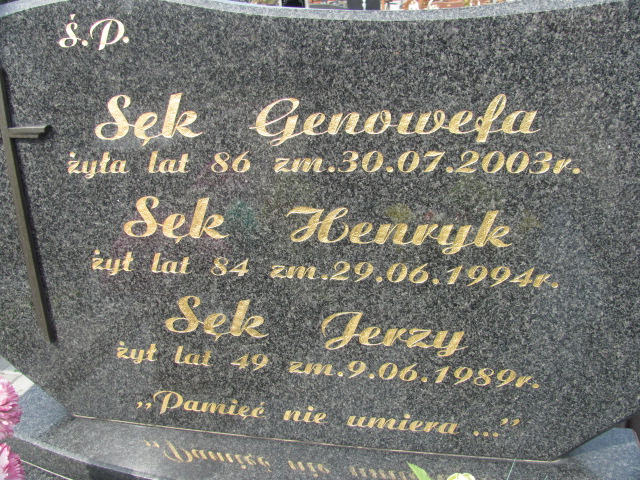 ś.p.
Sęk Genowefa
żyła lat 86 zm.30.07.2003r.
Sęk Henryk
żył lat 84 zm.29.06.1994r.
Sęk Jerzy
żył lat 49 zm.9.06.1989r.
„Pamięć nie umiera..."